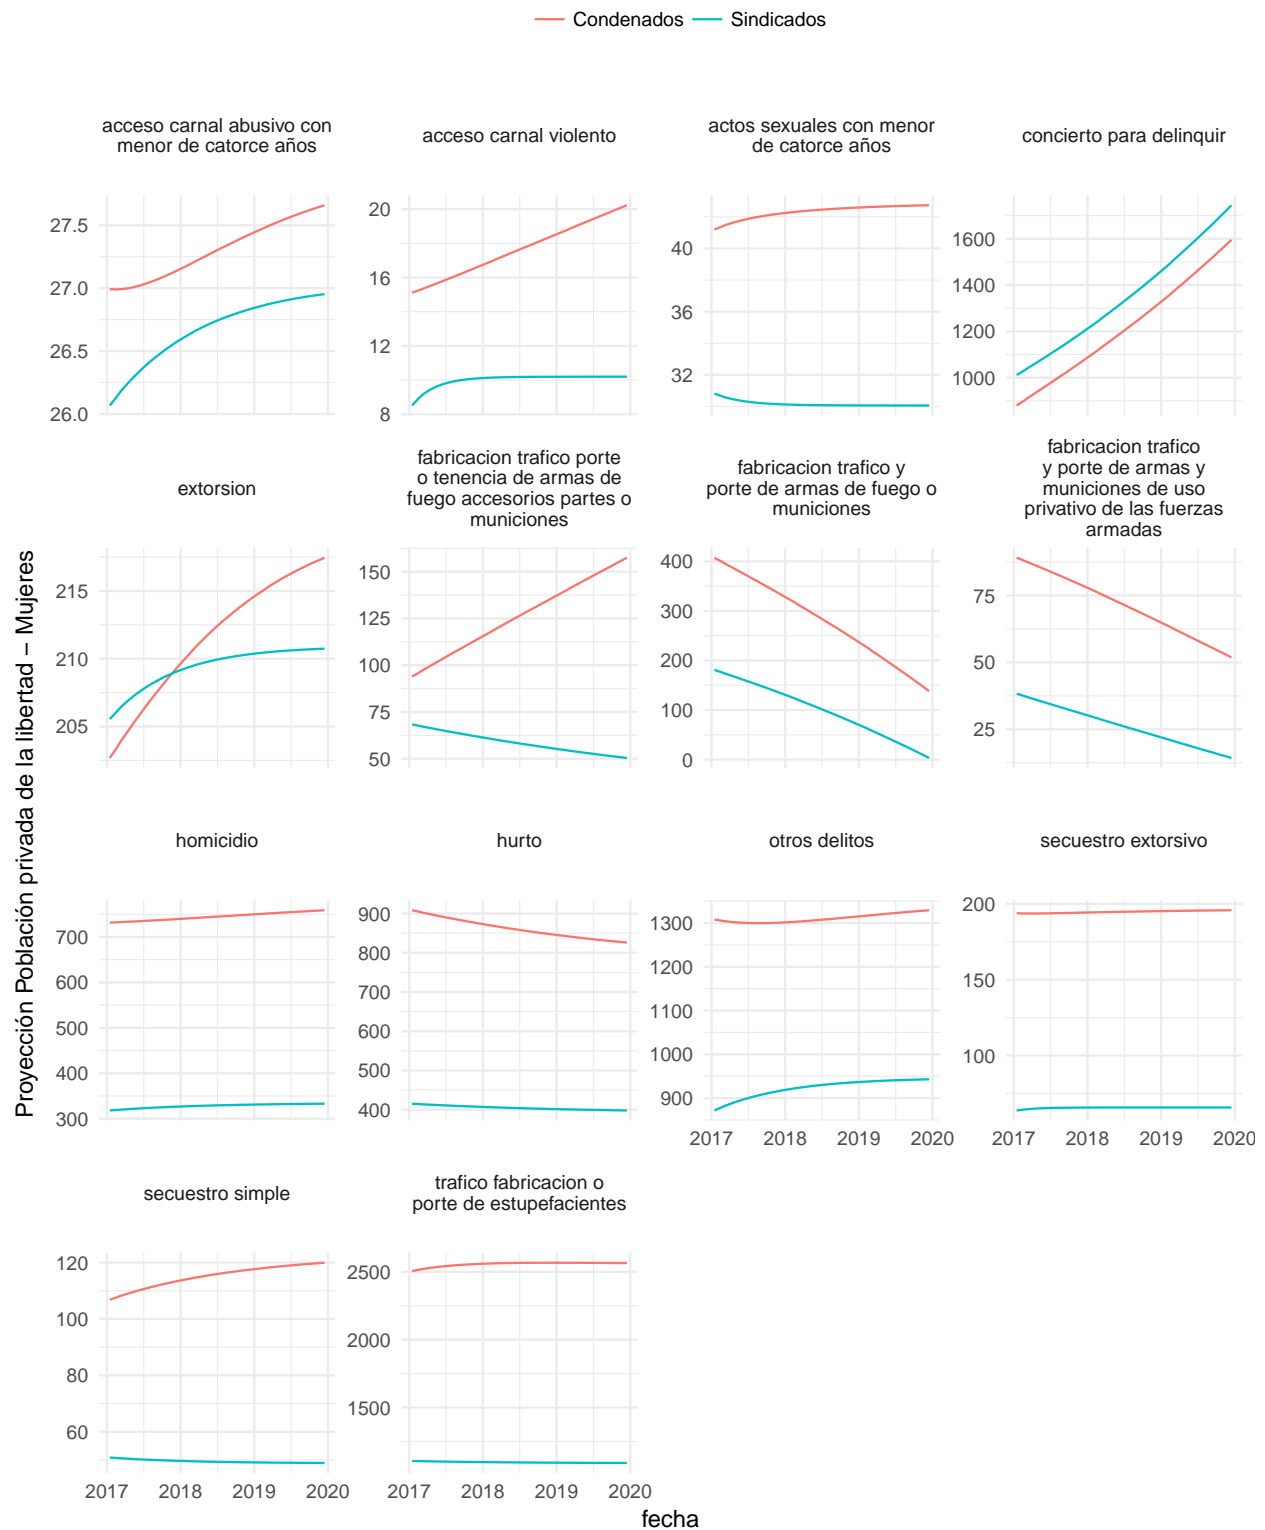 Condenados Sindicados
acceso carnal abusivo con
menor de catorce años
acceso carnal violento
actos sexuales con menor
de catorce años
concierto para delinquir
27.5
27.0
26.5
26.0
20
16
12
8
40
36
32
1600
1400
1200
1000
extorsion
fabricacion trafico porte
o tenencia de armas de
fuego accesorios partes o
municiones
fabricacion trafico y
porte de armas de fuego o
municiones
fabricacion trafico
y porte de armas y
municiones de uso
privativo de las fuerzas
armadas
215
210
205
150
125
100
75
50
400
300
200
100
0
75
50
25
Proyección Población privada de la libertad – Mujeres
homicidio
hurto
otros delitos
secuestro extorsivo
700
600
500
400
300
900
800
700
600
500
400
1300
1200
1100
1000
900
2017 2018 2019 2020
200
150
100
2017 2018 2019 2020
secuestro simple
trafico fabricacion o
porte de estupefacientes
120
100
80
60
2017 2018 2019 2020
2500
2000
1500
2017 2018 2019 2020
fecha